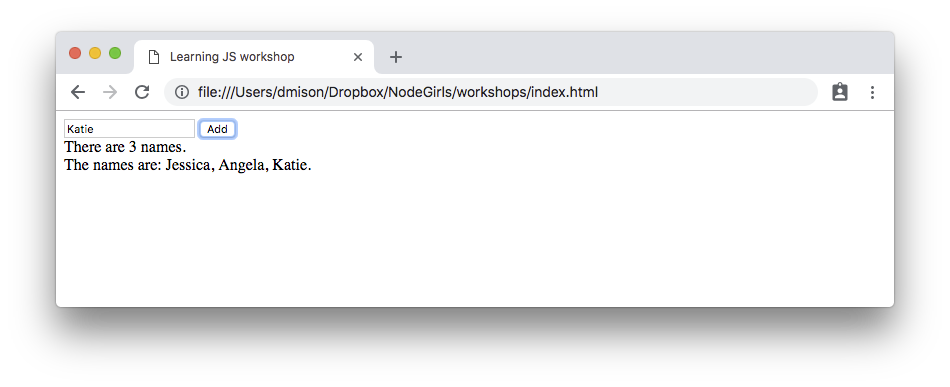 Learning JS workshop
file:///Users/dmison/Dropbox/NodeGirls/workshops/index.html
Katie Add
There are 3 names.
The names are: Jessica, Angela, Katie.